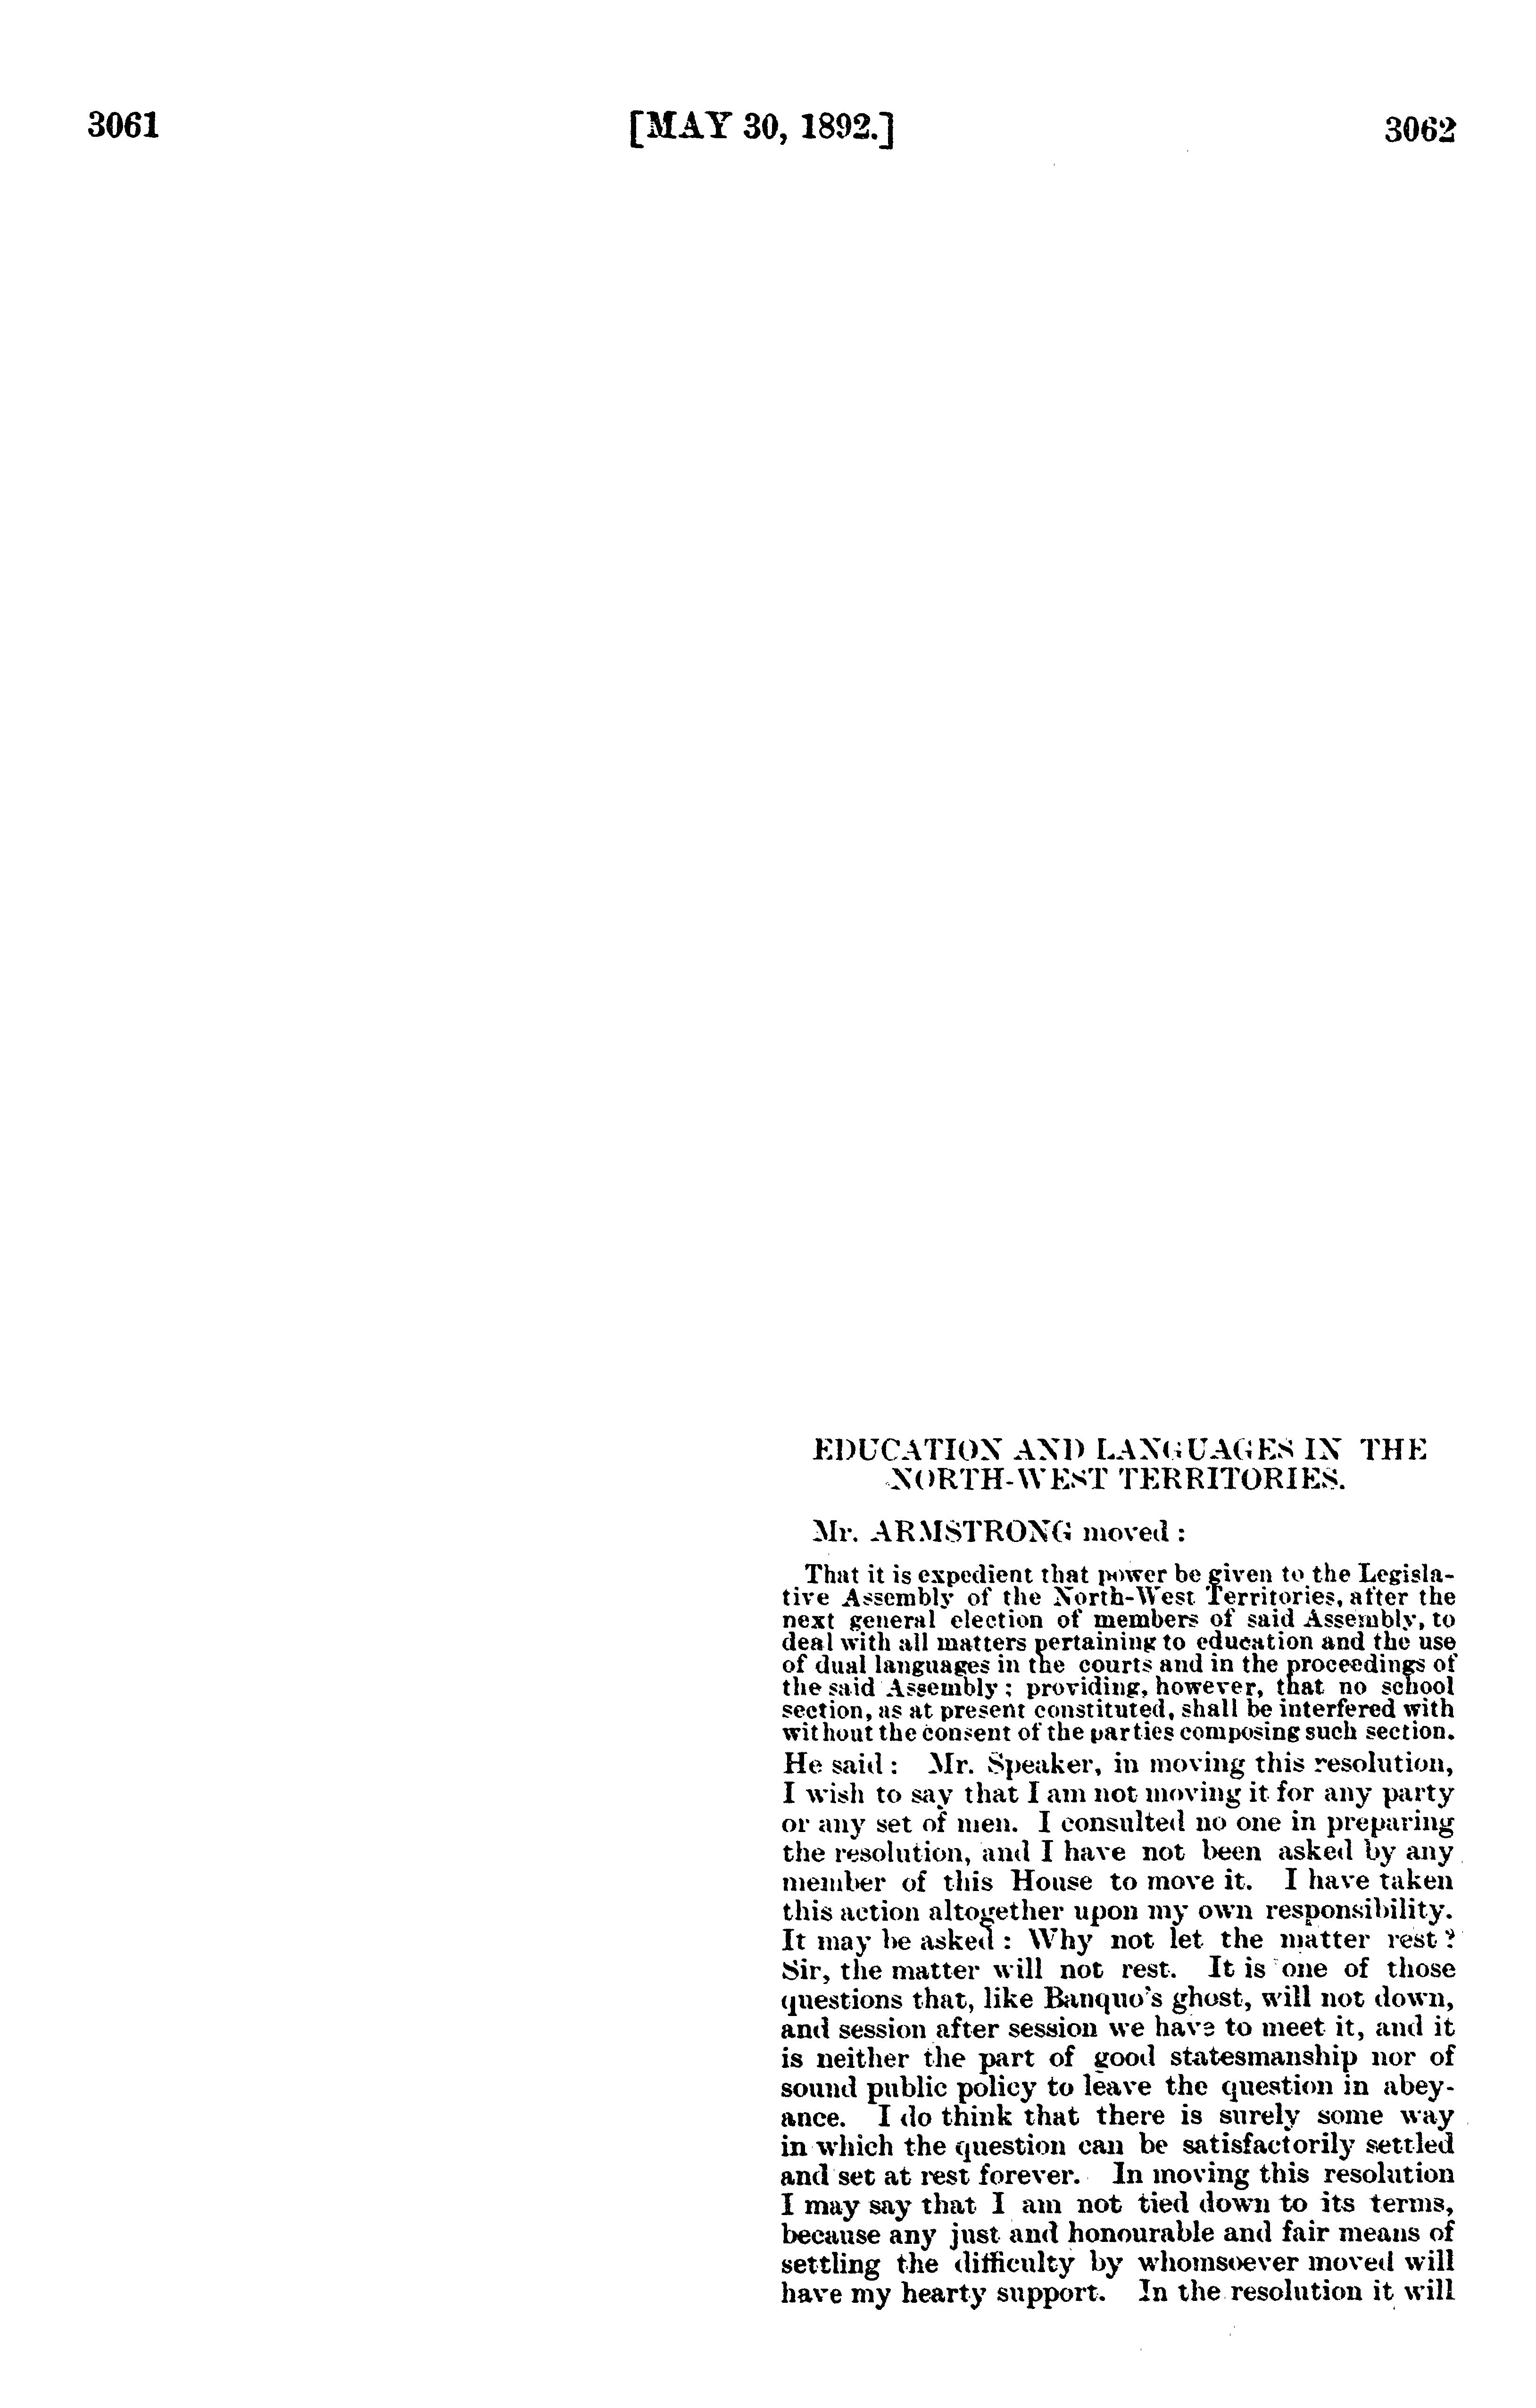 3061 [MAY 30, 1892.] 3062
EDUCATION AND LANGUAGES IN THE
NORTH-WEST TERRITORIES.
Mr. ARMSTRONG moved :
That it is expedient that power be given to the Legisla-
tive Assembly of the North-West Territories, after the
next general election of members of said Assembly, to
deal with all matters pertaining to education and the use
of dual languages in the courts and in the proceedings of
the said Assembly ; providing, however, that no school
section, as at present constituted, shall be interfered with
without the consent of the parties composing such section.
He said : Mr. Speaker, in moving this resolution,
I wish to say that I am not moving it for any party
or any set of men. I consulted no one in preparing
the resolution, and I have not been asked by any
member of this House to move it. I have taken
this action altogether upon my own responsibility.
It may be asked : Why not let the matter rest ?
Sir, the matter will not rest. It is one of those
questions that, like Banquo's ghost, will not down,
and session after session we have to meet it, and it
is neither the part of good statesmanship nor of
sound public policy to leave the question in abey-
ance. I do think that there is surely some way
in which the question can be satisfactorily settled
and set at rest forever. In moving this resolution
I may say that I am not tied down to its terms,
because any just and honourable and fair means of
settling the difficulty by whomsoever moved will
have my hearty support. In the resolution it will